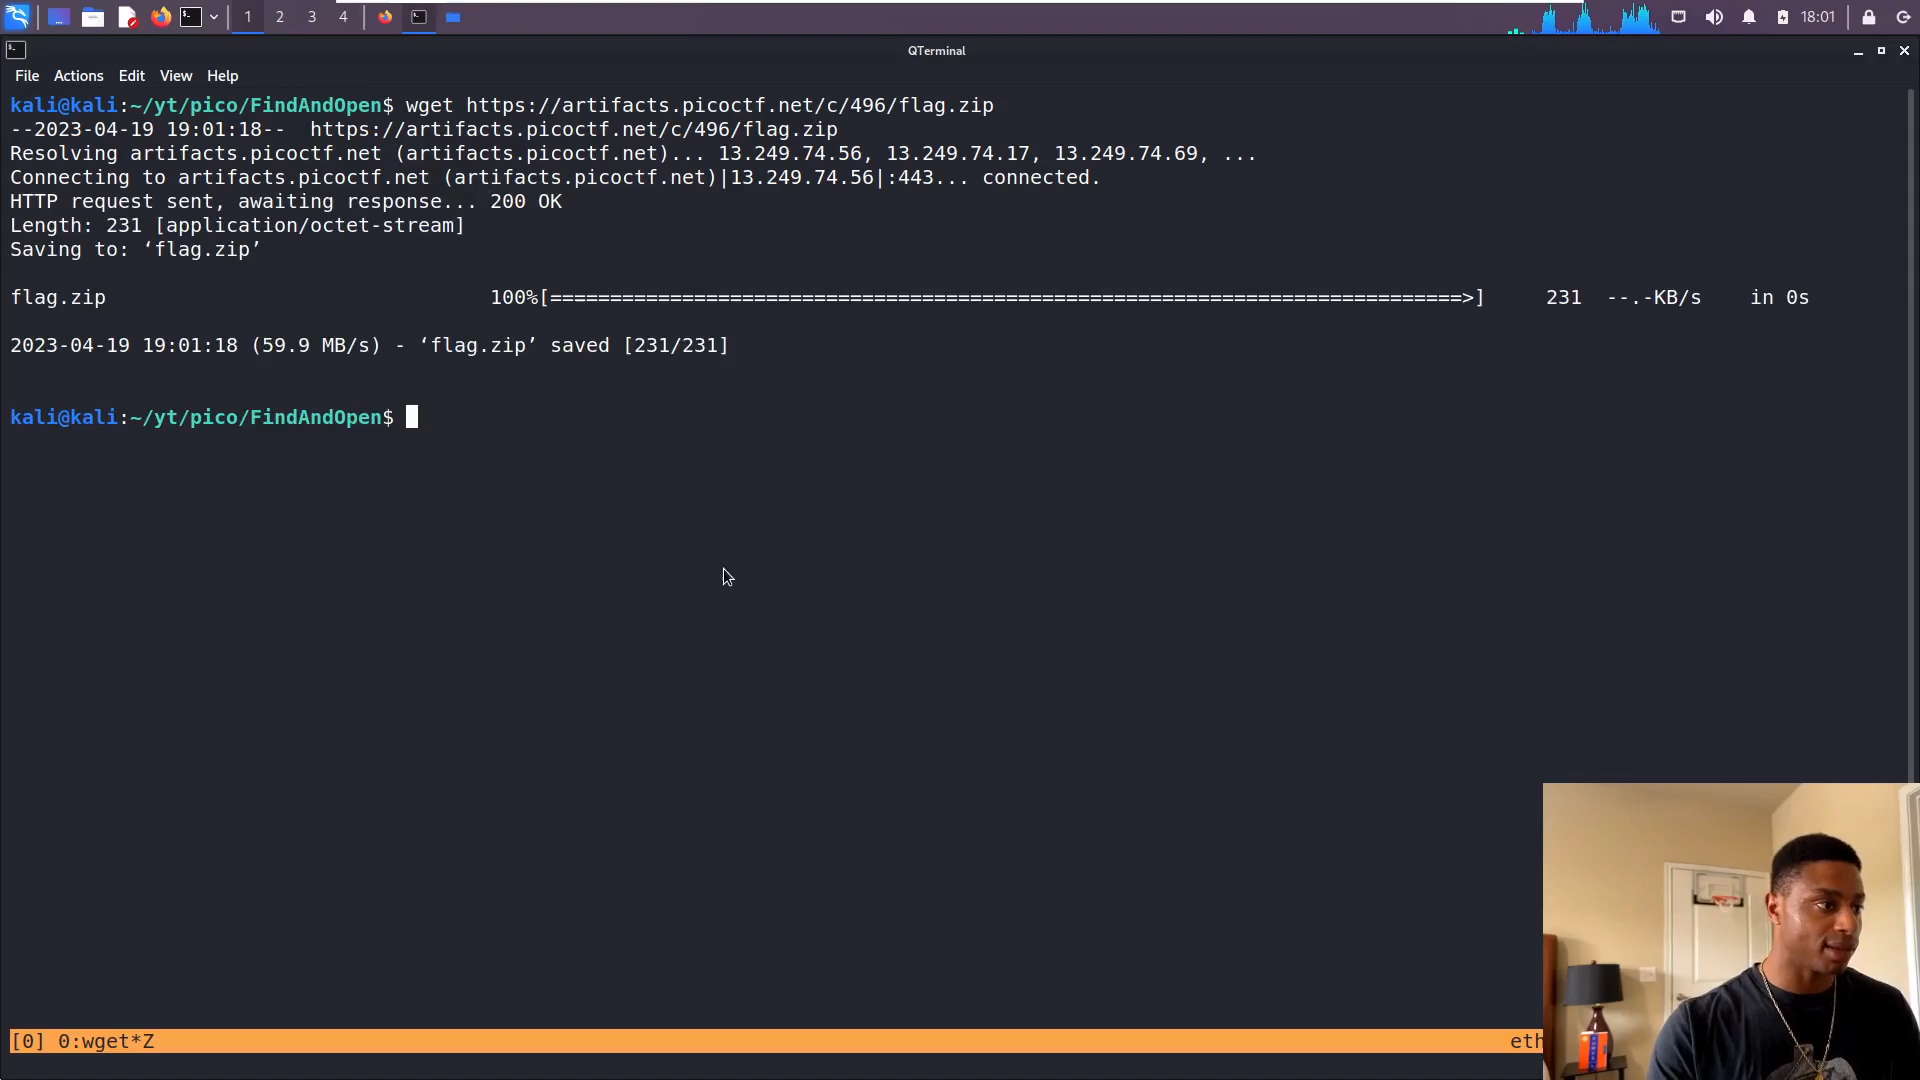 1 2 3 4 18:01
QTerminal
File Actions Edit View Help
kali@kali:~/yt/pico/FindAndOpen$ wget https://artifacts.picoctf.net/c/496/flag.zip
--2023-04-19 19:01:18--  https://artifacts.picoctf.net/c/496/flag.zip
Resolving artifacts.picoctf.net (artifacts.picoctf.net)... 13.249.74.56, 13.249.74.17, 13.249.74.69, ...
Connecting to artifacts.picoctf.net (artifacts.picoctf.net)|13.249.74.56|:443... connected.
HTTP request sent, awaiting response... 200 OK
Length: 231 [application/octet-stream]
Saving to: ‘flag.zip’
flag.zip 100%[============================================================================>] 231 --.-KB/s in 0s
2023-04-19 19:01:18 (59.9 MB/s) - ‘flag.zip’ saved [231/231]
kali@kali:~/yt/pico/FindAndOpen$
[0] 0:wget*Z eth